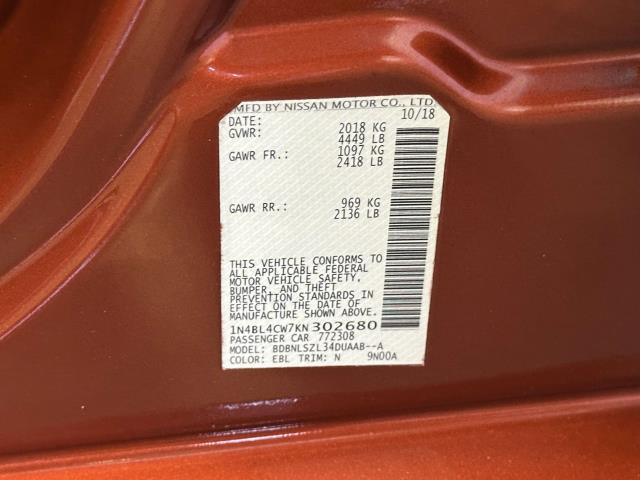 MFD BY NISSAN MOTOR CO., LTD.
DATE: 10/18
GVWR: 2018 KG
4449 LB
GAWR FR.: 1097 KG
2418 LB
GAWR RR.: 969 KG
2136 LB
THIS VEHICLE CONFORMS TO
ALL APPLICABLE FEDERAL
MOTOR VEHICLE SAFETY,
BUMPER, AND THEFT
PREVENTION STANDARDS IN
EFFECT ON THE DATE OF
MANUFACTURE SHOWN ABOVE.
1N4BL4CW7KN302680
PASSENGER CAR 772308
MODEL: BDBNLSZL34DUAAB--A
COLOR: EBL TRIM: N 9N00A